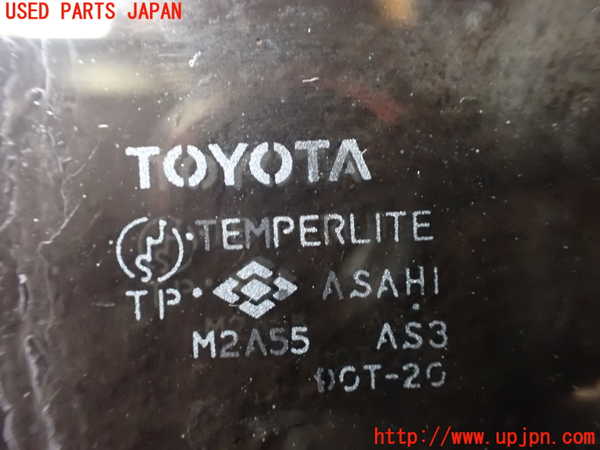 USED PARTS JAPAN
TOYOTA
TEMPERLITE
TP ASAHI
M2A55 AS3
DOT-20
http://www.upjpn.com/